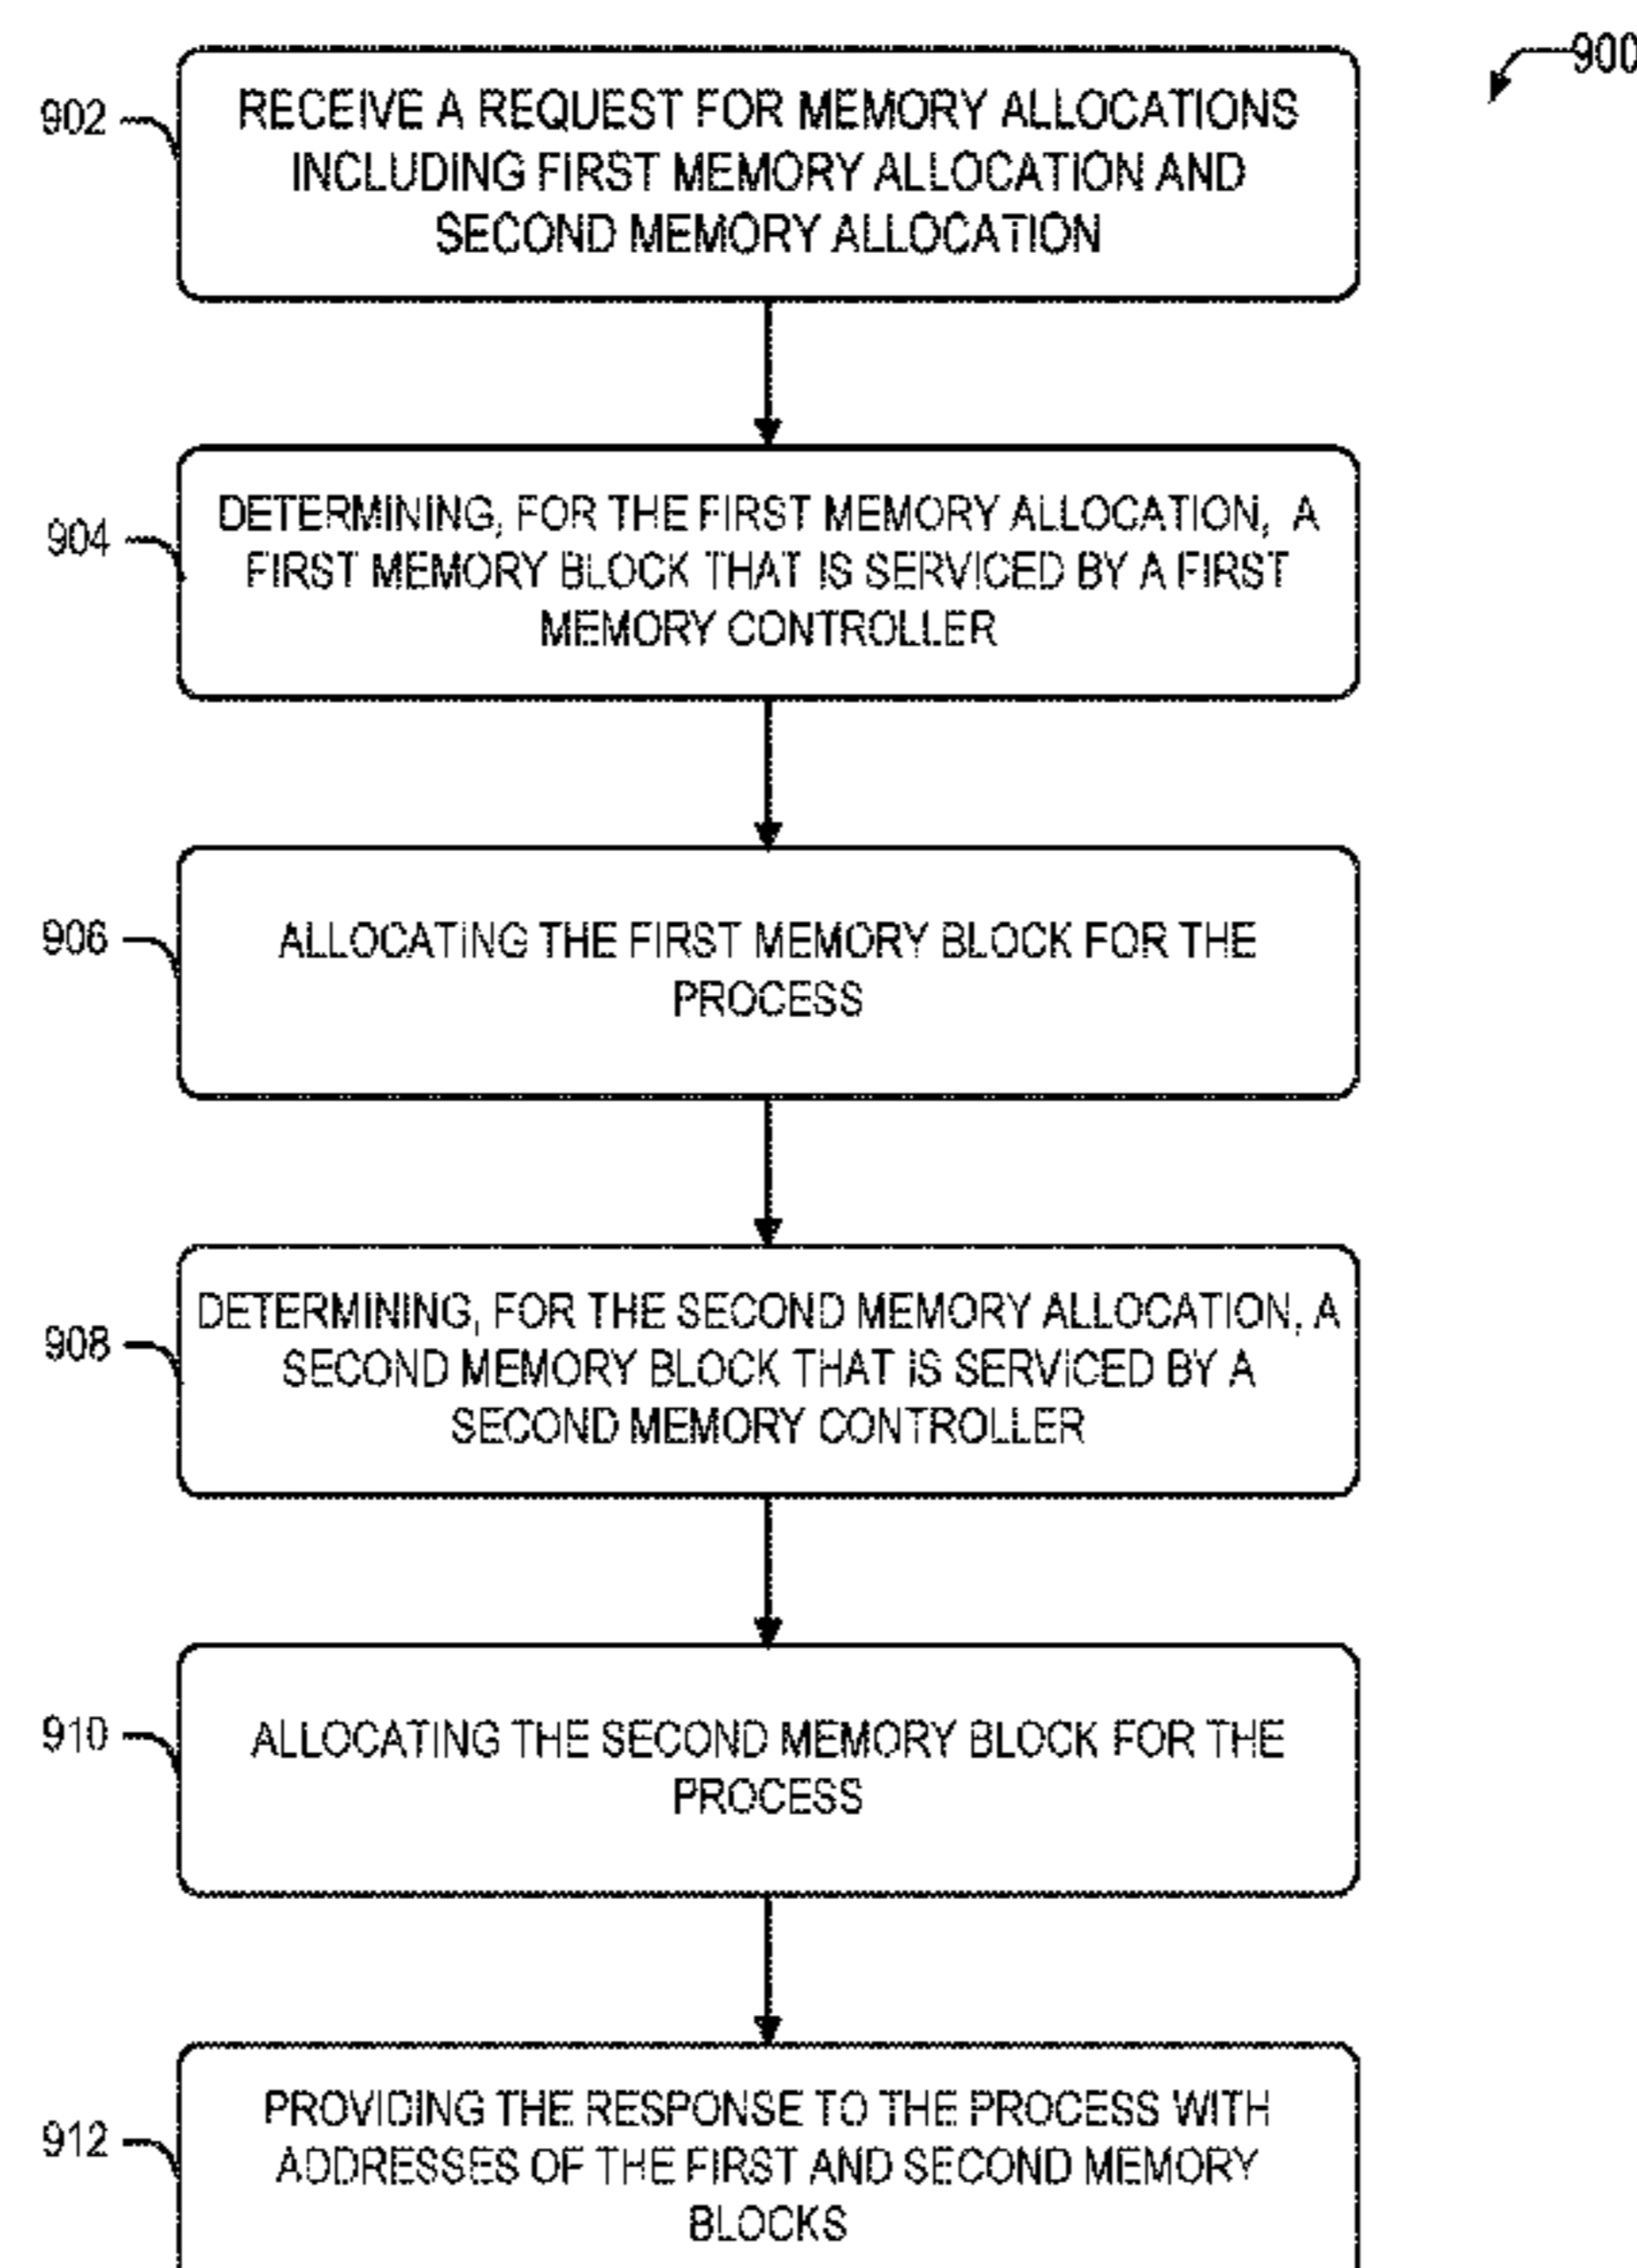 900
902
RECEIVE A REQUEST FOR MEMORY ALLOCATIONS
INCLUDING FIRST MEMORY ALLOCATION AND
SECOND MEMORY ALLOCATION
904
DETERMINING, FOR THE FIRST MEMORY ALLOCATION, A
FIRST MEMORY BLOCK THAT IS SERVICED BY A FIRST
MEMORY CONTROLLER
906
ALLOCATING THE FIRST MEMORY BLOCK FOR THE
PROCESS
908
DETERMINING, FOR THE SECOND MEMORY ALLOCATION, A
SECOND MEMORY BLOCK THAT IS SERVICED BY A
SECOND MEMORY CONTROLLER
910
ALLOCATING THE SECOND MEMORY BLOCK FOR THE
PROCESS
912
PROVIDING THE RESPONSE TO THE PROCESS WITH
ADDRESSES OF THE FIRST AND SECOND MEMORY
BLOCKS